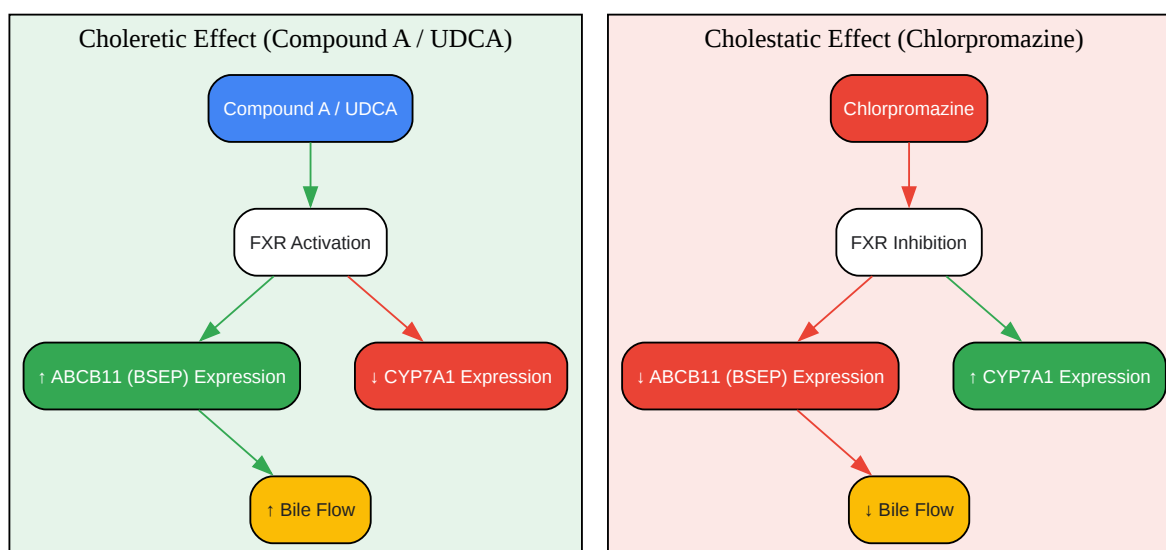 Choleretic Effect (Compound A / UDCA)
Compound A / UDCA
FXR Activation
↑ ABCB11 (BSEP) Expression
↓ CYP7A1 Expression
↑ Bile Flow
Cholestatic Effect (Chlorpromazine)
Chlorpromazine
FXR Inhibition
↓ ABCB11 (BSEP) Expression
↑ CYP7A1 Expression
↓ Bile Flow